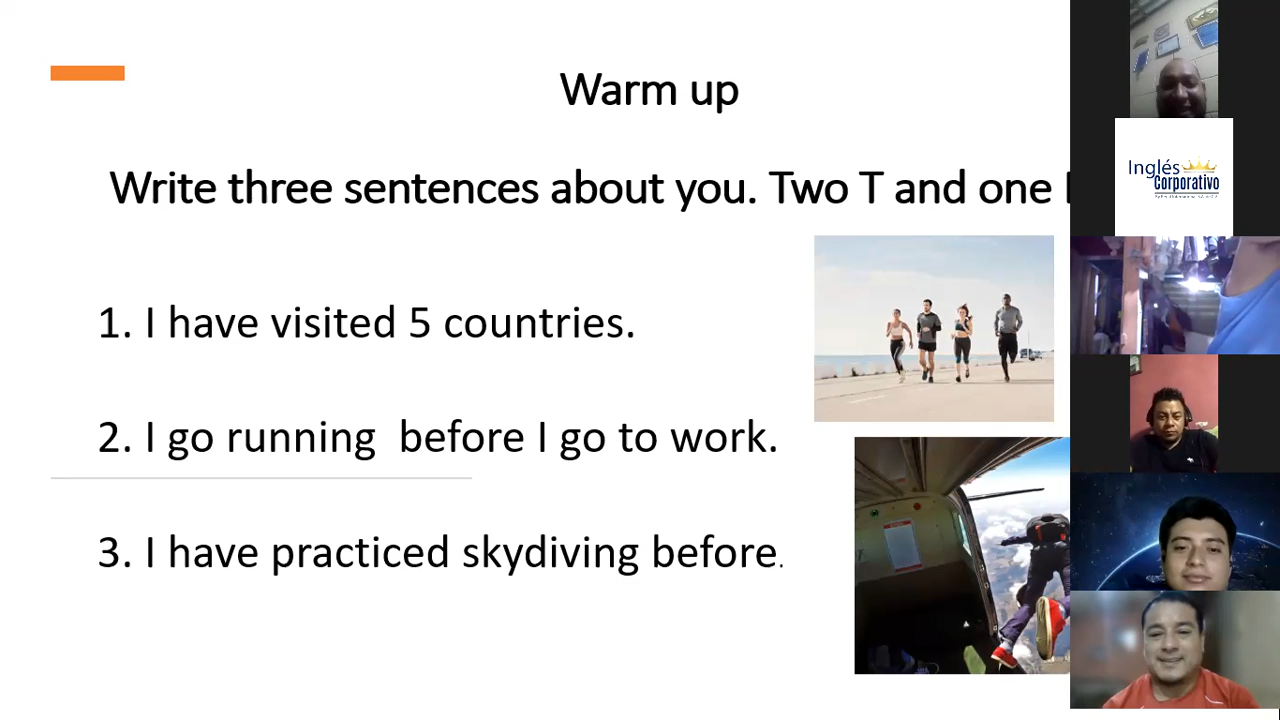 Warm up
Write three sentences about you. Two T and one
1. I have visited 5 countries.
2. I go running before I go to work.
3. I have practiced skydiving before.
Inglés
Corporativo